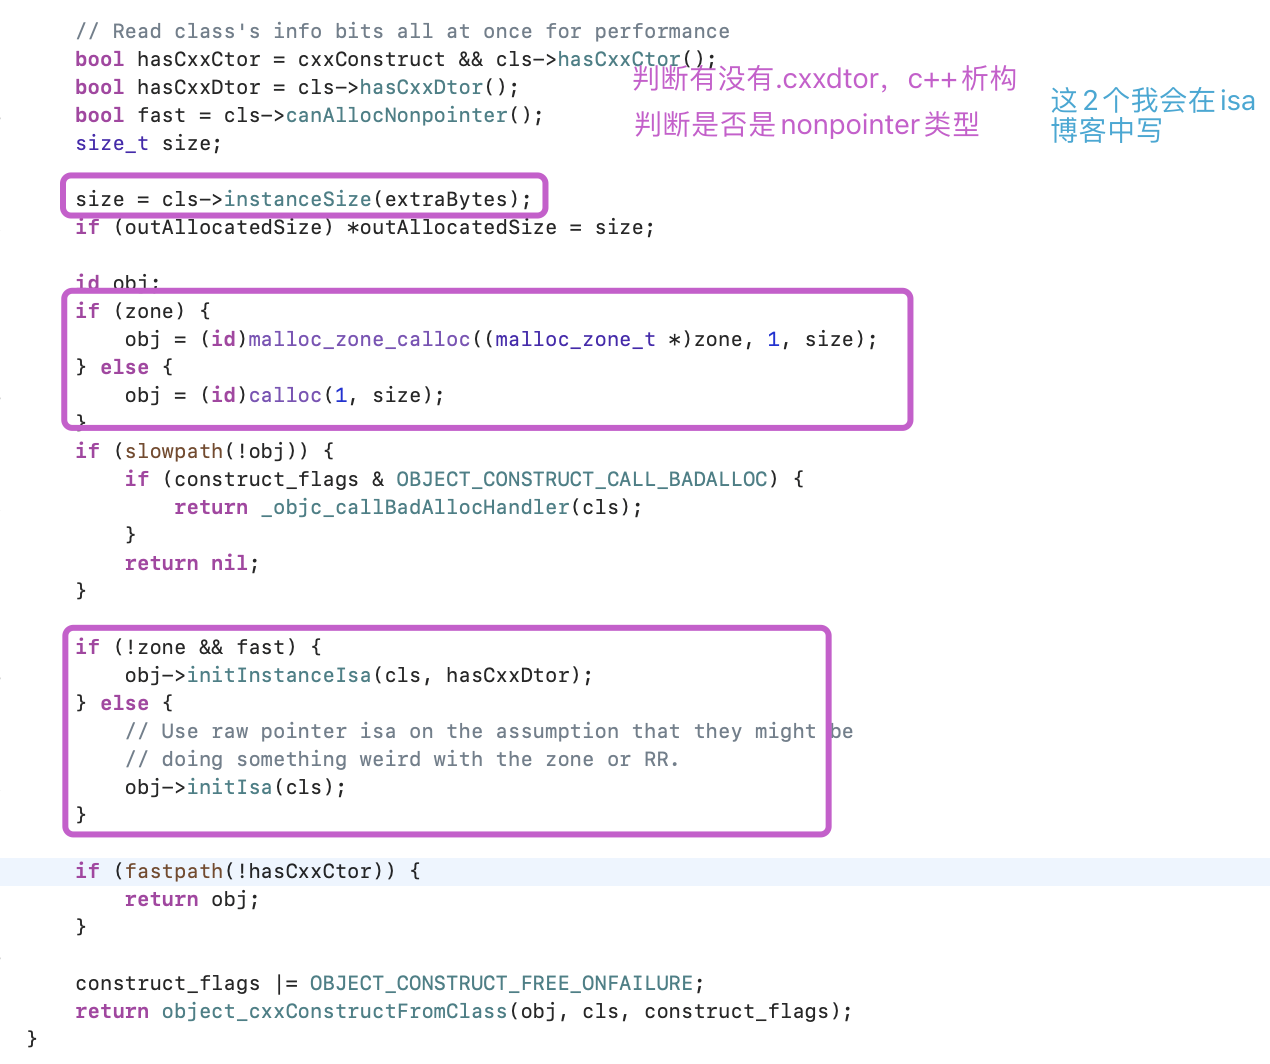 // Read class's info bits all at once for performance
bool hasCxxCtor = cxxConstruct && cls->hasCxxCtor();
判断有没有.cxxdtor，c++析构
bool hasCxxDtor = cls->hasCxxDtor();
这2个我会在isa
博客中写
bool fast = cls->canAllocNonpointer();
判断是否是nonpointer类型
size_t size;
size = cls->instanceSize(extraBytes);
if (outAllocatedSize) *outAllocatedSize = size;
id obj;
if (zone) {
obj = (id)malloc_zone_calloc((malloc_zone_t *)zone, 1, size);
} else {
obj = (id)calloc(1, size);
}
if (slowpath(!obj)) {
if (construct_flags & OBJECT_CONSTRUCT_CALL_BADALLOC) {
return _objc_callBadAllocHandler(cls);
}
return nil;
}
if (!zone && fast) {
obj->initInstanceIsa(cls, hasCxxDtor);
} else {
// Use raw pointer isa on the assumption that they might be
// doing something weird with the zone or RR.
obj->initIsa(cls);
}
if (fastpath(!hasCxxCtor)) {
return obj;
}
construct_flags |= OBJECT_CONSTRUCT_FREE_ONFAILURE;
return object_cxxConstructFromClass(obj, cls, construct_flags);
}